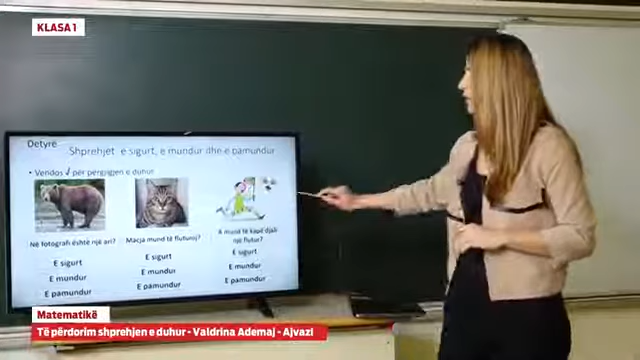 KLASA 1
Detyrë
Shprehjet e sigurt, e mundur dhe e pamundur
• Vendos √ për përgjigjen e duhur
Në fotografi është një ari?
E sigurt
E mundur
E pamundur
Macja mund të fluturoj?
E sigurt
E mundur
E pamundur
A mund të kapë djali
një flutur?
E sigurt
E mundur
E pamundur
Matematikë
Të përdorim shprehjen e duhur - Valdrina Ademaj - Ajvazi